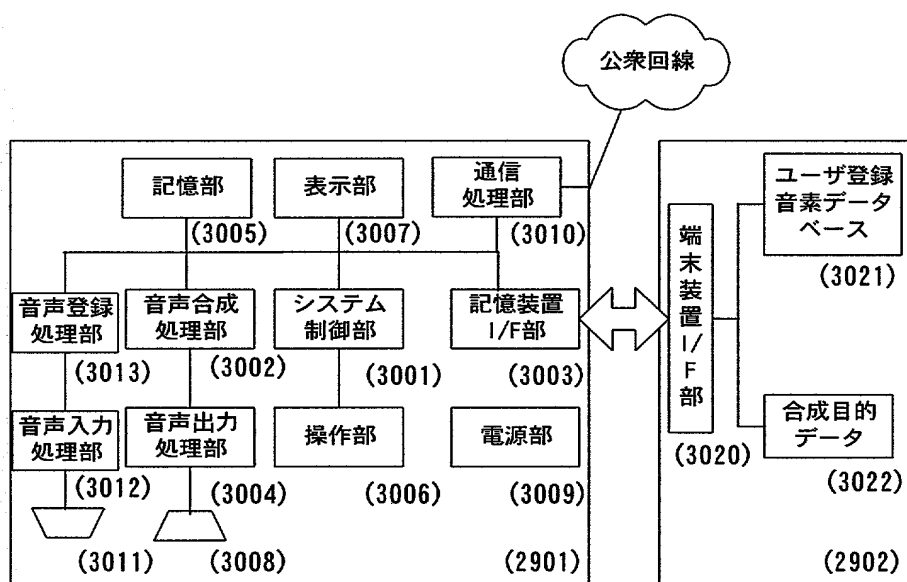 公衆回線
記憶部
(3005)
表示部
(3007)
通信
処理部
(3010)
音声登録
処理部
(3013)
音声合成
処理部
(3002)
システム
制御部
(3001)
記憶装置
I/F部
(3003)
音声入力
処理部
(3012)
音声出力
処理部
(3004)
操作部
(3006)
電源部
(3009)
(3011)
(3008)
(2901)
端末装置I/F部
(3020)
ユーザ登録
音素データ
ベース
(3021)
合成目的
データ
(3022)
(2902)